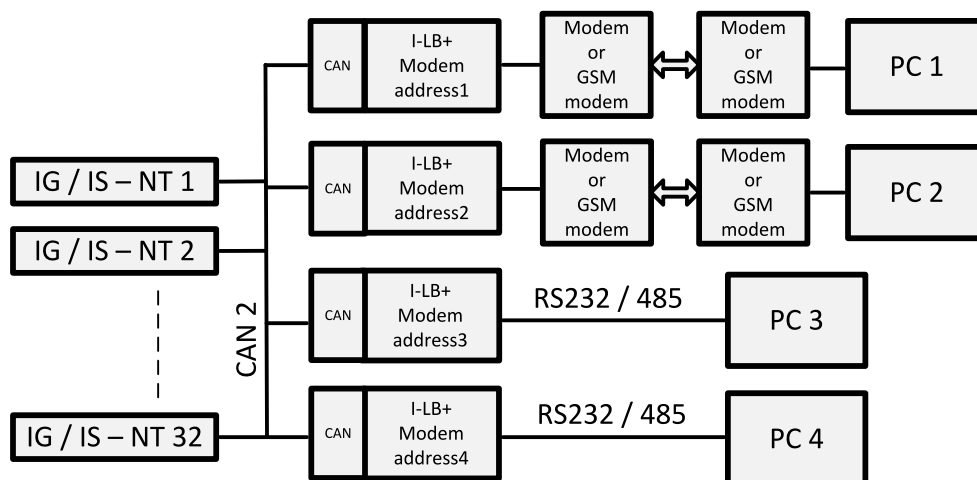 CAN
I-LB+
Modem
address1
Modem
or
GSM
modem
Modem
or
GSM
modem
PC 1
IG / IS – NT 1
CAN
I-LB+
Modem
address2
Modem
or
GSM
modem
Modem
or
GSM
modem
PC 2
IG / IS – NT 2
CAN 2
CAN
I-LB+
Modem
address3
RS232 / 485
PC 3
IG / IS – NT 32
CAN
I-LB+
Modem
address4
RS232 / 485
PC 4